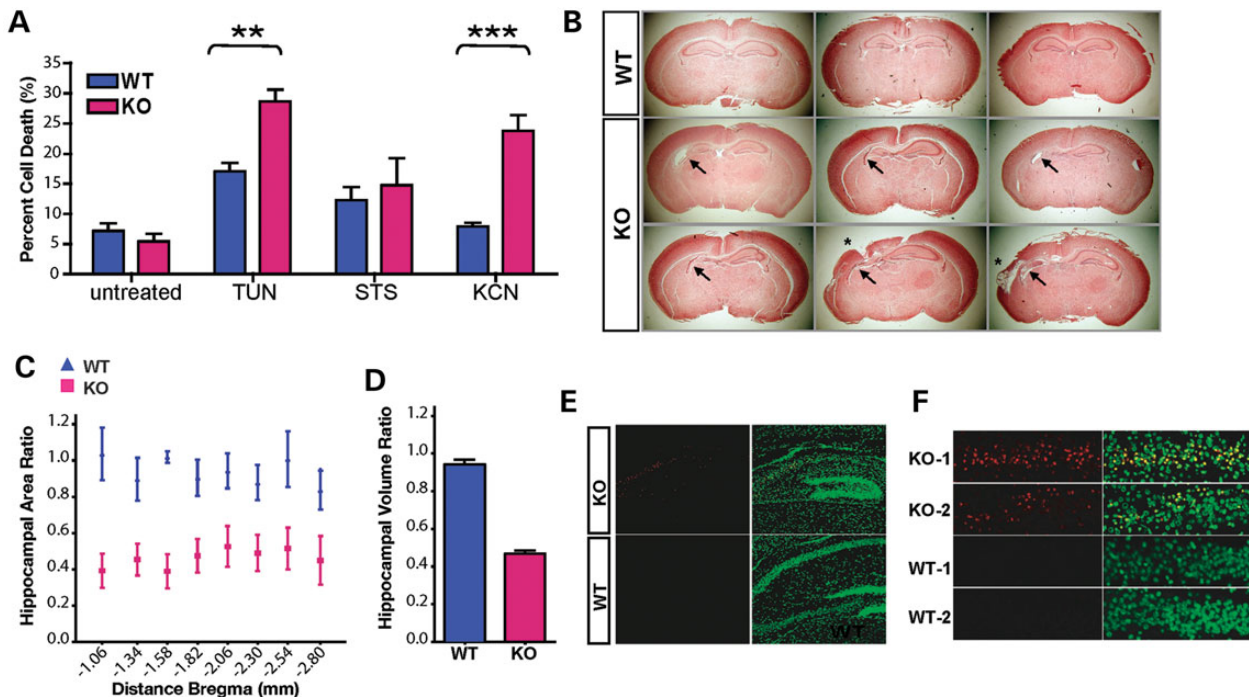 A
**
***
35
30
25
20
15
10
5
0
Percent Cell Death (%)
WT
KO
untreated
TUN
STS
KCN
B
WT
KO
*
*
C
WT
KO
1.2
1.0
0.8
0.6
0.4
0.2
0.0
Hippocampal Area Ratio
-1.06
-1.34
-1.58
-1.82
-2.06
-2.30
-2.54
-2.80
Distance Bregma (mm)
D
1.2
1.0
0.8
0.6
0.4
0.2
0.0
Hippocampal Volume Ratio
WT
KO
E
KO
WT
WT
F
KO-1
KO-2
WT-1
WT-2